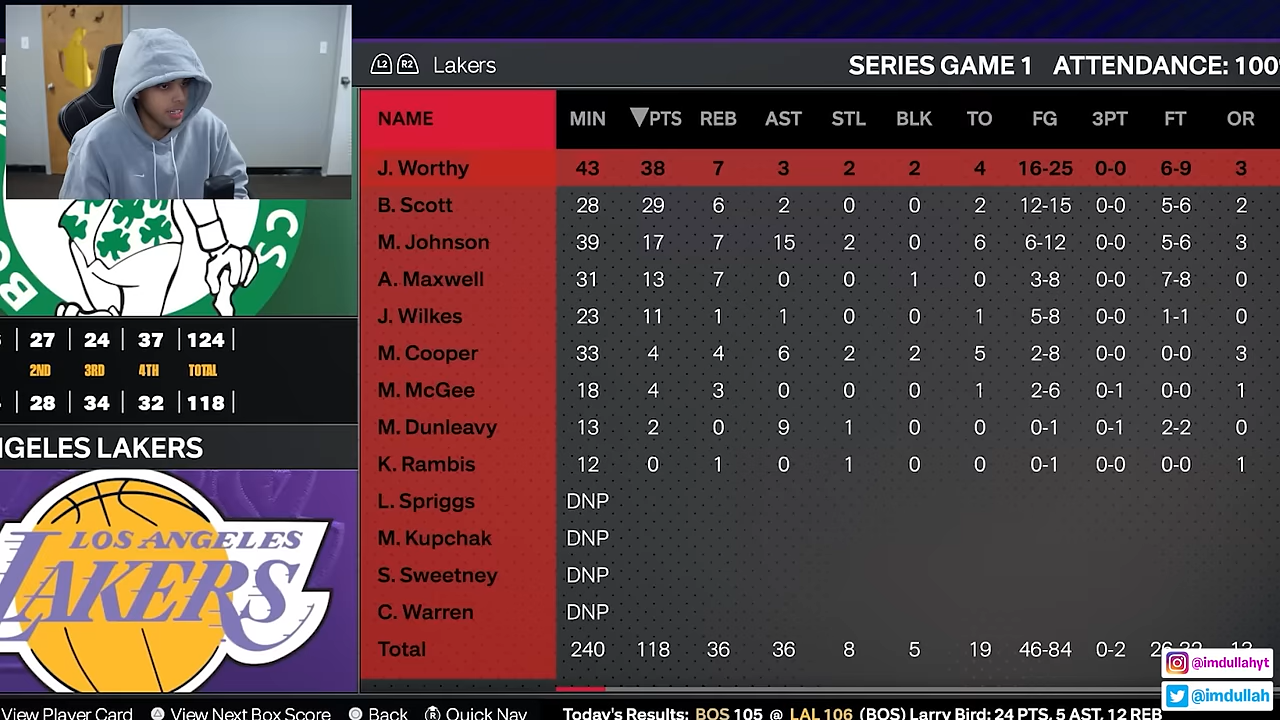 L2 R2 Lakers SERIES GAME 1 ATTENDANCE: 100
NAME MIN PTS REB AST STL BLK TO FG 3PT FT OR
J. Worthy 43 38 7 3 2 2 4 16-25 0-0 6-9 3
B. Scott 28 29 6 2 0 0 2 12-15 0-0 5-6 2
M. Johnson 39 17 7 15 2 0 6 6-12 0-0 5-6 3
A. Maxwell 31 13 7 0 0 1 0 3-8 0-0 7-8 0
J. Wilkes 23 11 1 1 0 0 1 5-8 0-0 1-1 0
M. Cooper 33 4 4 6 2 2 5 2-8 0-0 0-0 3
M. McGee 18 4 3 0 0 0 1 2-6 0-1 0-0 1
M. Dunleavy 13 2 0 9 1 0 0 0-1 0-1 2-2 0
K. Rambis 12 0 1 0 1 0 0 0-1 0-0 0-0 1
L. Spriggs DNP
M. Kupchak DNP
S. Sweetney DNP
C. Warren DNP
Total 240 118 36 36 8 5 19 46-84 0-2
BO CS
27 24 37 124
2ND 3RD 4TH TOTAL
28 34 32 118
NGELES LAKERS
LOS ANGELES
LAKERS
@imdullahyt
@imdullah
View Player Card View Next Box Score Back R Quick Nav Today's Results: BOS 105 @ LAL 106 (BOS) Larry Bird: 24 PTS, 5 AST, 12 REB